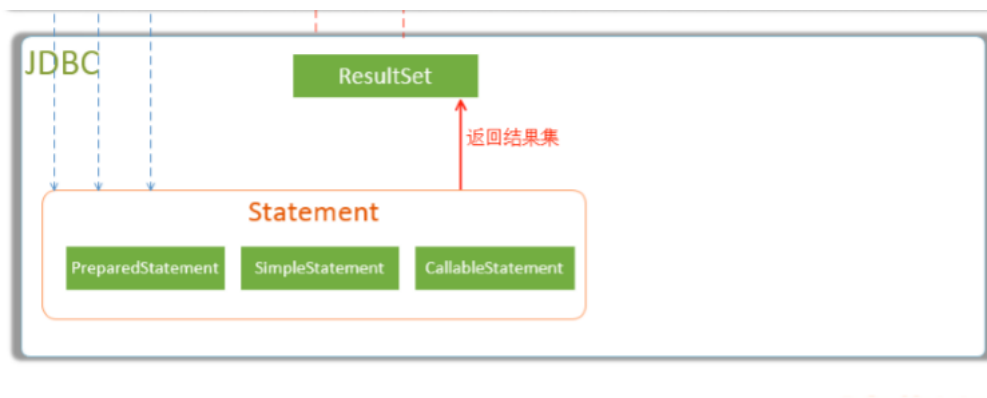 JDBC
ResultSet
返回结果集
Statement
PreparedStatement
SimpleStatement
CallableStatement